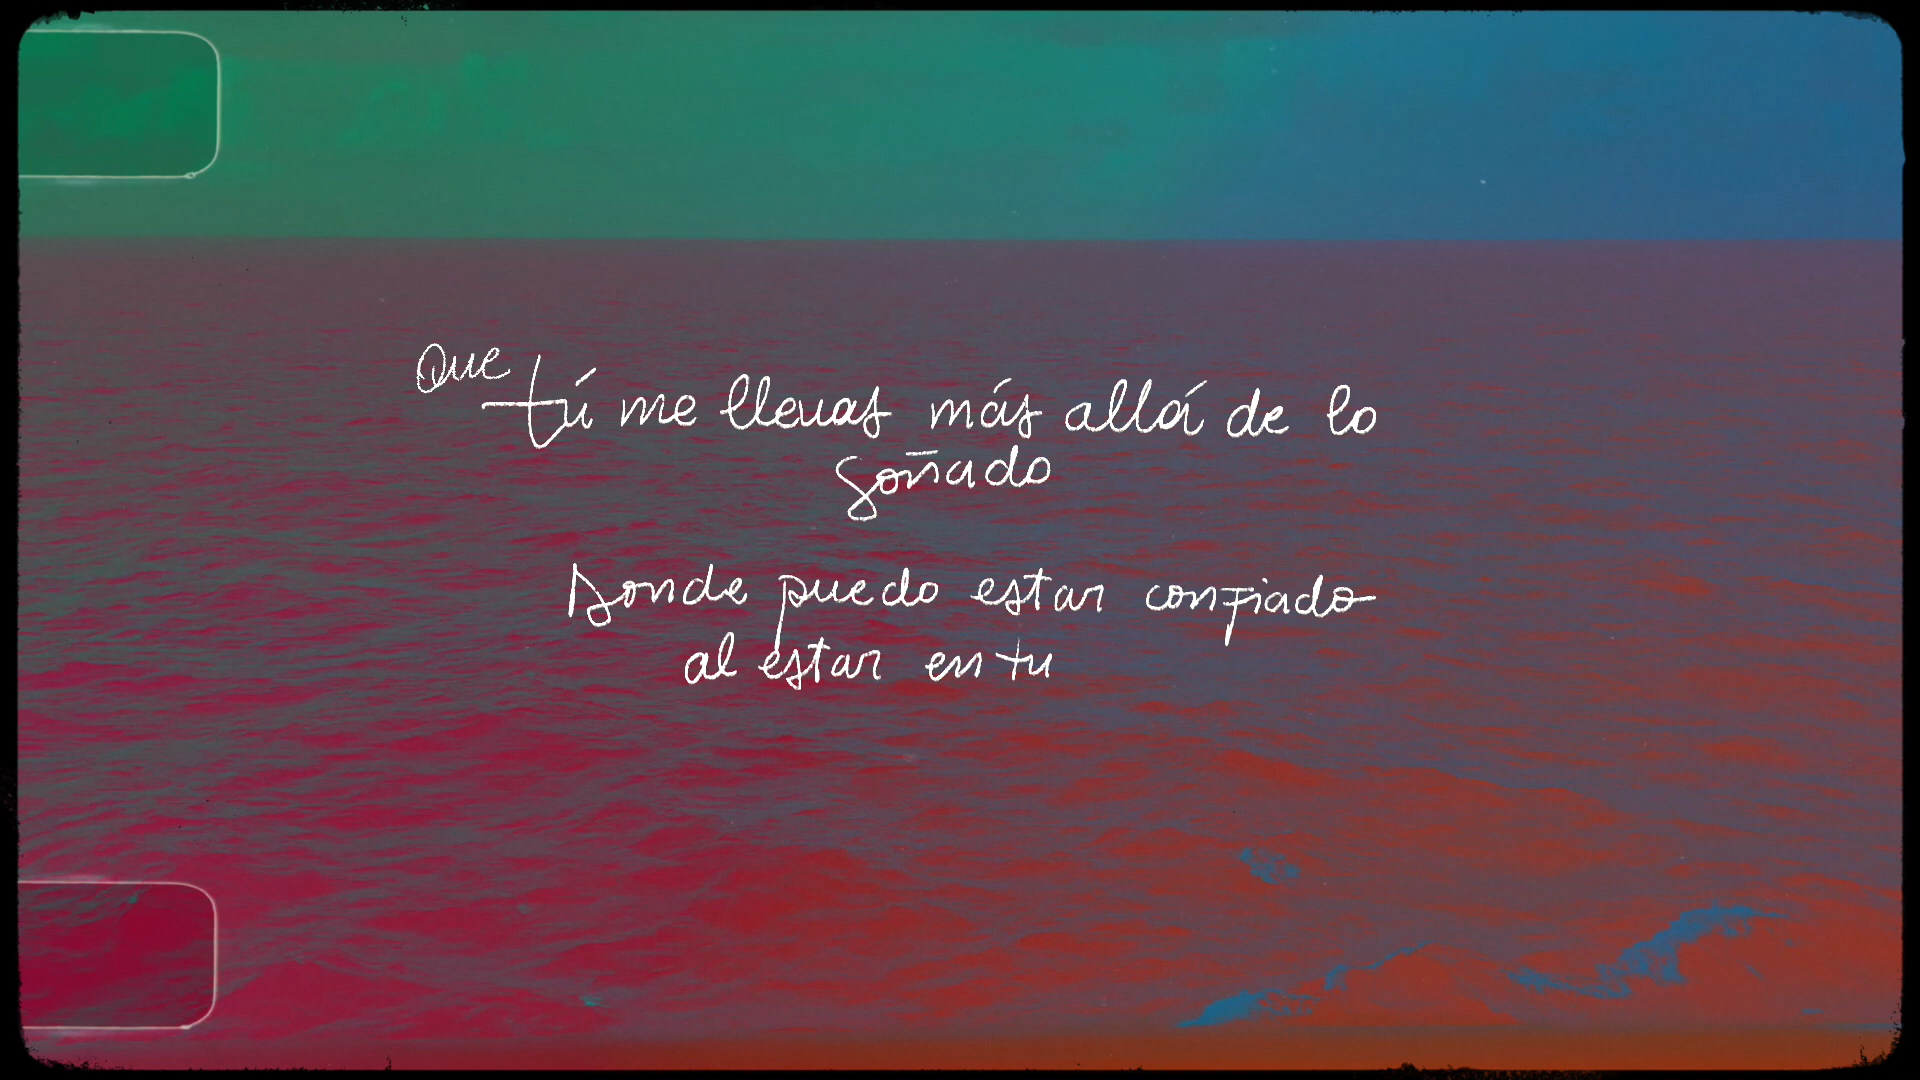 Que
tú me llevas más allá de lo
soñado
Donde puedo estar confiado
al estar en tu